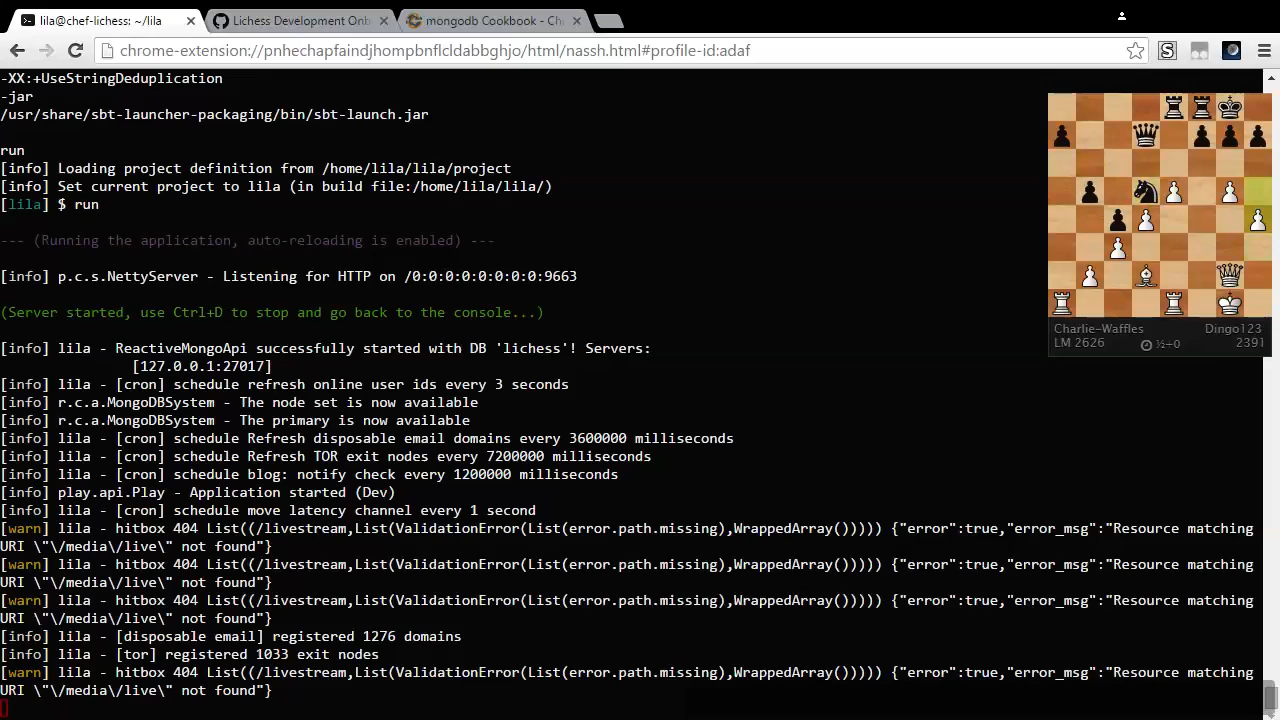 lila@chef-lichess: ~/lila
Lichess Development Onb
mongodb Cookbook - Ch
chrome-extension://pnhechapfaindjhompbnflcldabbghjo/html/nassh.html#profile-id:adaf
-XX:+UseStringDeduplication
-jar
/usr/share/sbt-launcher-packaging/bin/sbt-launch.jar
run
[info] Loading project definition from /home/lila/lila/project
[info] Set current project to lila (in build file:/home/lila/lila/)
[lila] $ run
--- (Running the application, auto-reloading is enabled) ---
[info] p.c.s.NettyServer - Listening for HTTP on /0:0:0:0:0:0:0:0:9663
(Server started, use Ctrl+D to stop and go back to the console...)
[info] lila - ReactiveMongoApi successfully started with DB 'lichess'! Servers:
[127.0.0.1:27017]
[info] lila - [cron] schedule refresh online user ids every 3 seconds
[info] r.c.a.MongoDBSystem - The node set is now available
[info] r.c.a.MongoDBSystem - The primary is now available
[info] lila - [cron] schedule Refresh disposable email domains every 3600000 milliseconds
[info] lila - [cron] schedule Refresh TOR exit nodes every 7200000 milliseconds
[info] lila - [cron] schedule blog: notify check every 1200000 milliseconds
[info] play.api.Play - Application started (Dev)
[info] lila - [cron] schedule move latency channel every 1 second
[warn] lila - hitbox 404 List((/livestream,List(ValidationError(List(error.path.missing),WrappedArray())))) {"error":true,"error_msg":"Resource matching
URI \"\/media\/live\" not found"}
[warn] lila - hitbox 404 List((/livestream,List(ValidationError(List(error.path.missing),WrappedArray())))) {"error":true,"error_msg":"Resource matching
URI \"\/media\/live\" not found"}
[warn] lila - hitbox 404 List((/livestream,List(ValidationError(List(error.path.missing),WrappedArray())))) {"error":true,"error_msg":"Resource matching
URI \"\/media\/live\" not found"}
[info] lila - [disposable email] registered 1276 domains
[info] lila - [tor] registered 1033 exit nodes
[warn] lila - hitbox 404 List((/livestream,List(ValidationError(List(error.path.missing),WrappedArray())))) {"error":true,"error_msg":"Resource matching
URI \"\/media\/live\" not found"}
Charlie-Waffles Dingo123
LM 2626 ½+0 2391